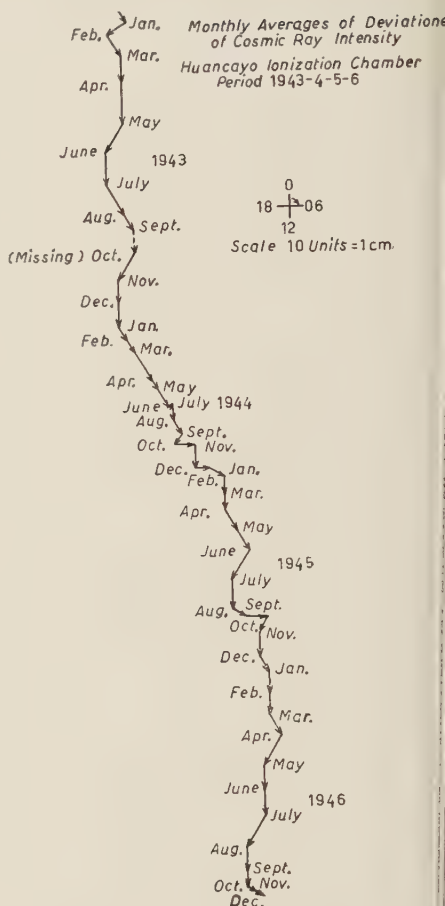 Monthly Averages of Deviatione
of Cosmic Ray Intensity
Huancayo Ionization Chamber
Period 1943-4-5-6
Jan.
Feb.
Mar.
Apr.
May
June
1943
July
Aug.
Sept.
(Missing) Oct.
Nov.
Dec.
0
18 06
12
Scale 10 Units=1cm.
Jan.
Feb.
Mar.
Apr.
May
June
July 1944
Aug.
Sept.
Oct.
Nov.
Dec.
Jan.
Feb.
Mar.
Apr.
May
June
1945
July
Aug.
Sept.
Oct.
Nov.
Dec.
Jan.
Feb.
Mar.
Apr.
May
June
1946
July
Aug.
Sept.
Oct.
Nov.
Dec.